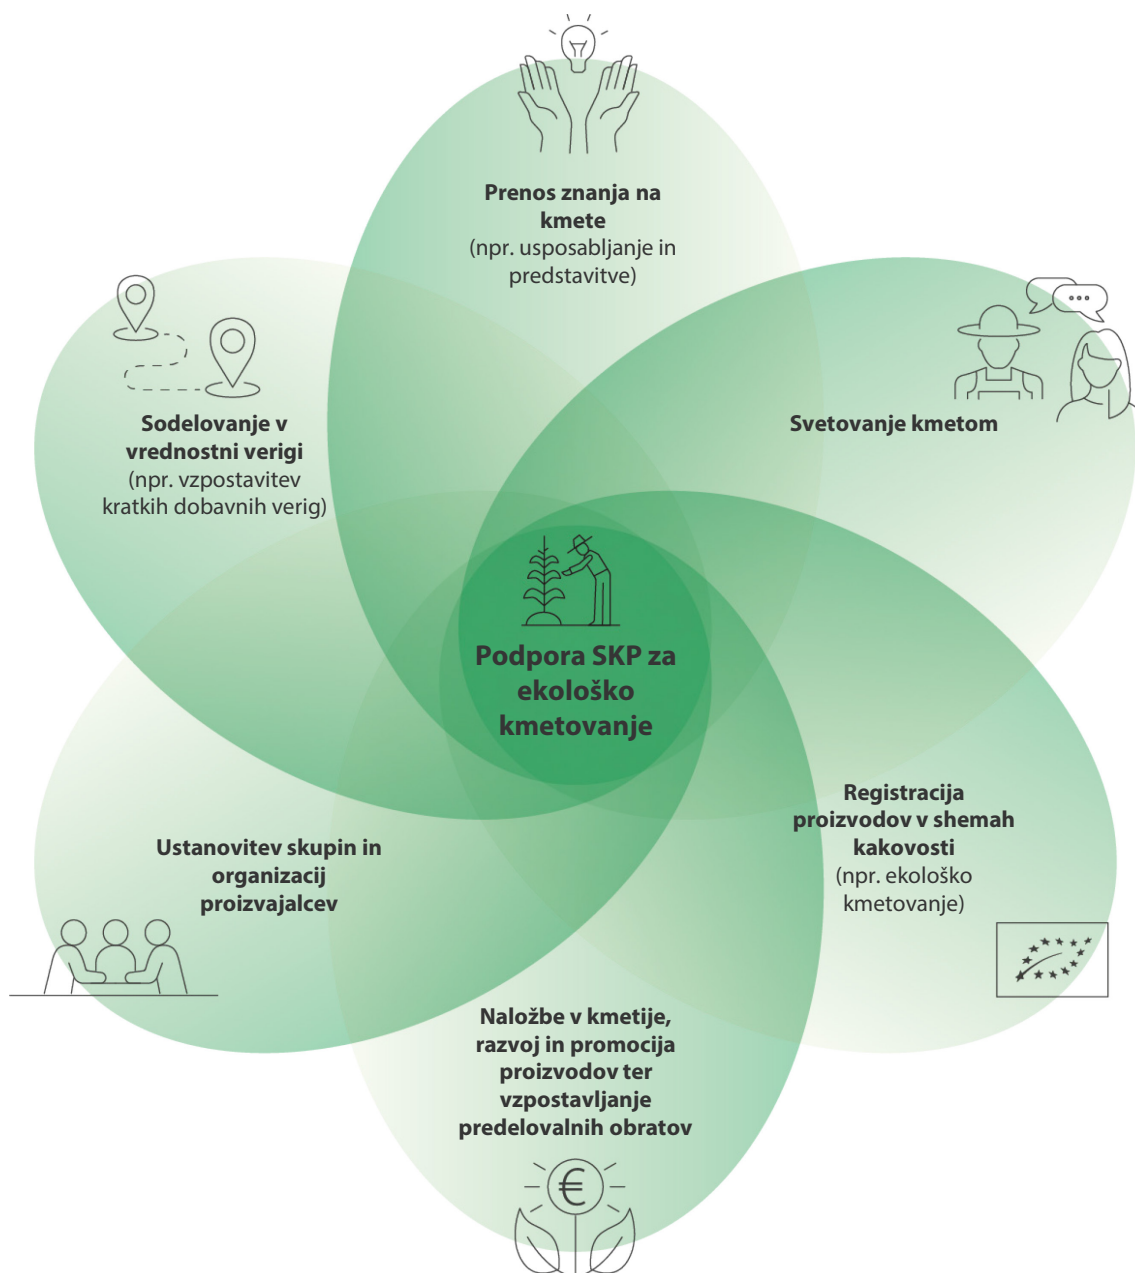 Prenos znanja na
kmete
(npr. usposabljanje in
predstavitve)
Svetovanje kmetom
Sodelovanje v
vrednostni verigi
(npr. vzpostavitev
kratkih dobavnih verig)
Podpora SKP za
ekološko
kmetovanje
Registracija
proizvodov v shemah
kakovosti
(npr. ekološko
kmetovanje)
Ustanovitev skupin in
organizacij
proizvajalcev
Naložbe v kmetije,
razvoj in promocija
proizvodov ter
vzpostavljanje
predelovalnih obratov
€